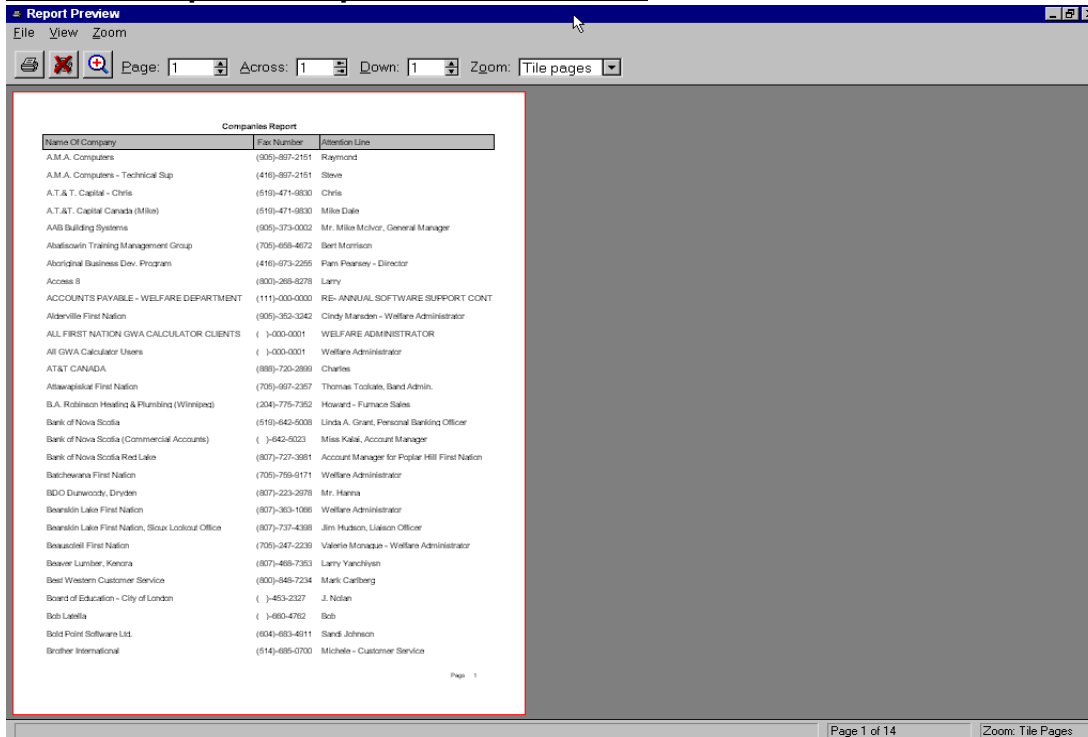 Report Preview
File View Zoom
Page: 1 Across: 1 Down: 1 Zoom: Tile pages
Companies Report
Name Of Company Fax Number Attention Line
A.M.A. Computers (905)-897-2151 Raymond
A.M.A. Computers - Technical Sup (416)-897-2151 Steve
A.T.& T. Capital - Chris (519)-471-9830 Chris
A.T.&T. Capital Canada (Mike) (519)-471-9830 Mike Dale
AAB Building Systems (905)-373-0002 Mr. Mike McIvor, General Manager
Abatisowin Training Management Group (705)-658-4672 Bert Morrison
Aboriginal Business Dev. Program (416)-973-2255 Pam Pearsey - Director
Access 8 (800)-268-8278 Larry
ACCOUNTS PAYABLE - WELFARE DEPARTMENT (111)-000-0000 RE- ANNUAL SOFTWARE SUPPORT CONT
Alderville First Nation (905)-352-3242 Cindy Marsden - Welfare Administrator
ALL FIRST NATION GWA CALCULATOR CLIENTS ( )-000-0001 WELFARE ADMINISTRATOR
All GWA Calculator Users ( )-000-0001 Welfare Administrator
AT&T CANADA (888)-720-2899 Charles
Attawapiskat First Nation (705)-997-2357 Thomas Tookate, Band Admin.
B.A. Robinson Heating & Plumbing (Winnipeg) (204)-775-7352 Howard - Furnace Sales
Bank of Nova Scotia (519)-642-5008 Linda A. Grant, Personal Banking Officer
Bank of Nova Scotia (Commercial Accounts) ( )-642-5023 Miss Kalai, Account Manager
Bank of Nova Scotia Red Lake (807)-727-3981 Account Manager for Poplar Hill First Nation
Batchewana First Nation (705)-759-9171 Welfare Administrator
BDO Dunwoody, Dryden (807)-223-2978 Mr. Hanna
Bearskin Lake First Nation (807)-363-1066 Welfare Administrator
Bearskin Lake First Nation, Sioux Lookout Office (807)-737-4398 Jim Hudson, Liaison Officer
Beausoleil First Nation (705)-247-2239 Valerie Monague - Welfare Administrator
Beaver Lumber, Kenora (807)-468-7353 Larry Yanchiysn
Best Western Customer Service (800)-848-7234 Mark Carlberg
Board of Education - City of London ( )-453-2327 J. Nolan
Bob Latella ( )-660-4762 Bob
Bold Point Software Ltd. (604)-683-4911 Sandi Johnson
Brother International (514)-685-0700 Michele - Customer Service
Page 1
Page 1 of 14 Zoom: Tile Pages